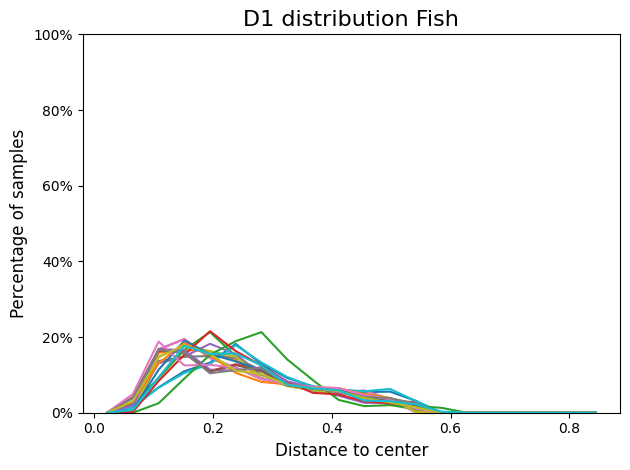 D1 distribution Fish
100%
80%
60%
40%
20%
0%
Percentage of samples
0.0 0.2 0.4 0.6 0.8
Distance to center